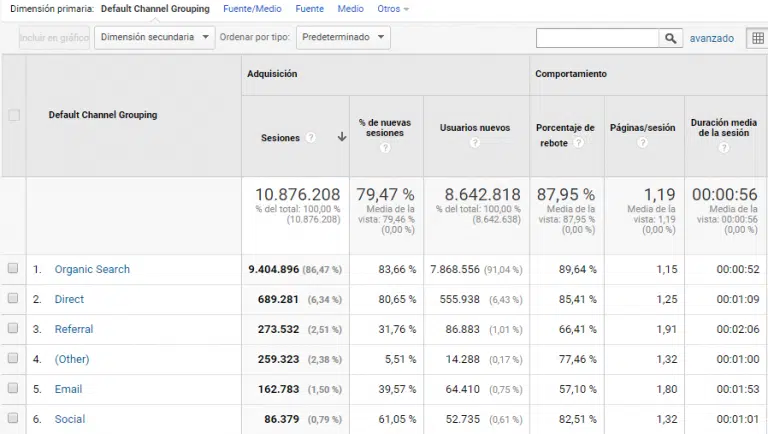 Dimensión primaria: Default Channel Grouping Fuente/Medio Fuente Medio Otros
Incluir en gráfico Dimensión secundaria Ordenar por tipo: Predeterminado avanzado
Default Channel Grouping Adquisición Comportamiento
Sesiones ? % de nuevas sesiones ? Usuarios nuevos ? Porcentaje de rebote ? Páginas/sesión ? Duración media de la sesión ?
10.876.208 79,47 % 8.642.818 87,95 % 1,19 00:00:56
% del total: 100,00 % (10.876.208) Media de la vista: 79,46 % (0,00 %) % del total: 100,00 % (8.642.638) Media de la vista: 87,95 % (0,00 %) Media de la vista: 1,19 (0,00 %) Media de la vista: 00:00:56 (0,00 %)
1. Organic Search 9.404.896 (86,47 %) 83,66 % 7.868.556 (91,04 %) 89,64 % 1,15 00:00:52
2. Direct 689.281 (6,34 %) 80,65 % 555.938 (6,43 %) 85,41 % 1,25 00:01:09
3. Referral 273.532 (2,51 %) 31,76 % 86.883 (1,01 %) 66,41 % 1,91 00:02:06
4. (Other) 259.323 (2,38 %) 5,51 % 14.288 (0,17 %) 77,46 % 1,32 00:01:00
5. Email 162.783 (1,50 %) 39,57 % 64.410 (0,75 %) 57,10 % 1,80 00:01:53
6. Social 86.379 (0,79 %) 61,05 % 52.735 (0,61 %) 82,51 % 1,32 00:01:01